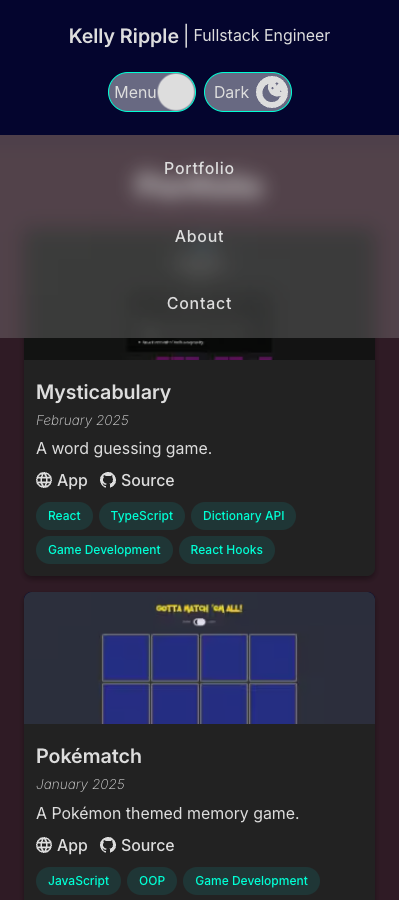 Kelly Ripple | Fullstack Engineer
Menu Dark
Portfolio
About
Contact
Mysticabulary
February 2025
A word guessing game.
App Source
React TypeScript Dictionary API
Game Development React Hooks
GOTTA MATCH 'EM ALL!
Pokématch
January 2025
A Pokémon themed memory game.
App Source
JavaScript OOP Game Development